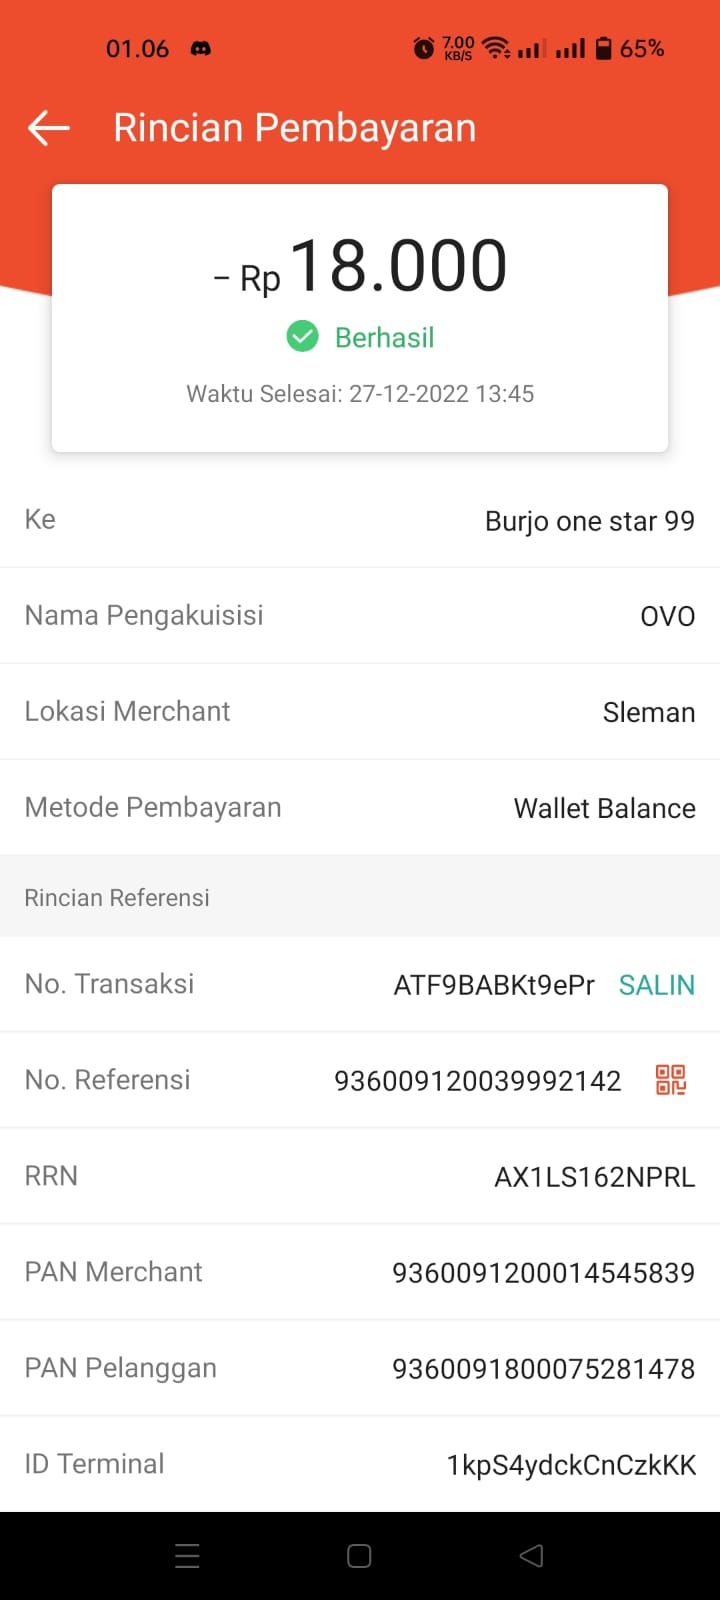 01.06 7.00 KB/S 65%
Rincian Pembayaran
- Rp 18.000
Berhasil
Waktu Selesai: 27-12-2022 13:45
Ke Burjo one star 99
Nama Pengakuisisi OVO
Lokasi Merchant Sleman
Metode Pembayaran Wallet Balance
Rincian Referensi
No. Transaksi ATF9BABKt9ePr SALIN
No. Referensi 936009120039992142
RRN AX1LS162NPRL
PAN Merchant 9360091200014545839
PAN Pelanggan 9360091800075281478
ID Terminal 1kpS4ydckCnCzkKK